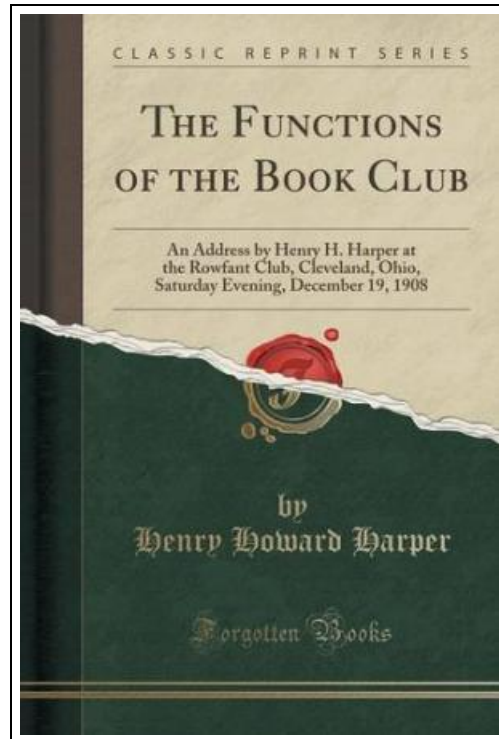 CLASSIC REPRINT SERIES
THE FUNCTIONS
OF THE BOOK CLUB
An Address by Henry H. Harper at
the Rowfant Club, Cleveland, Ohio,
Saturday Evening, December 19, 1908
F
by
Henry Howard Harper
Forgotten Books